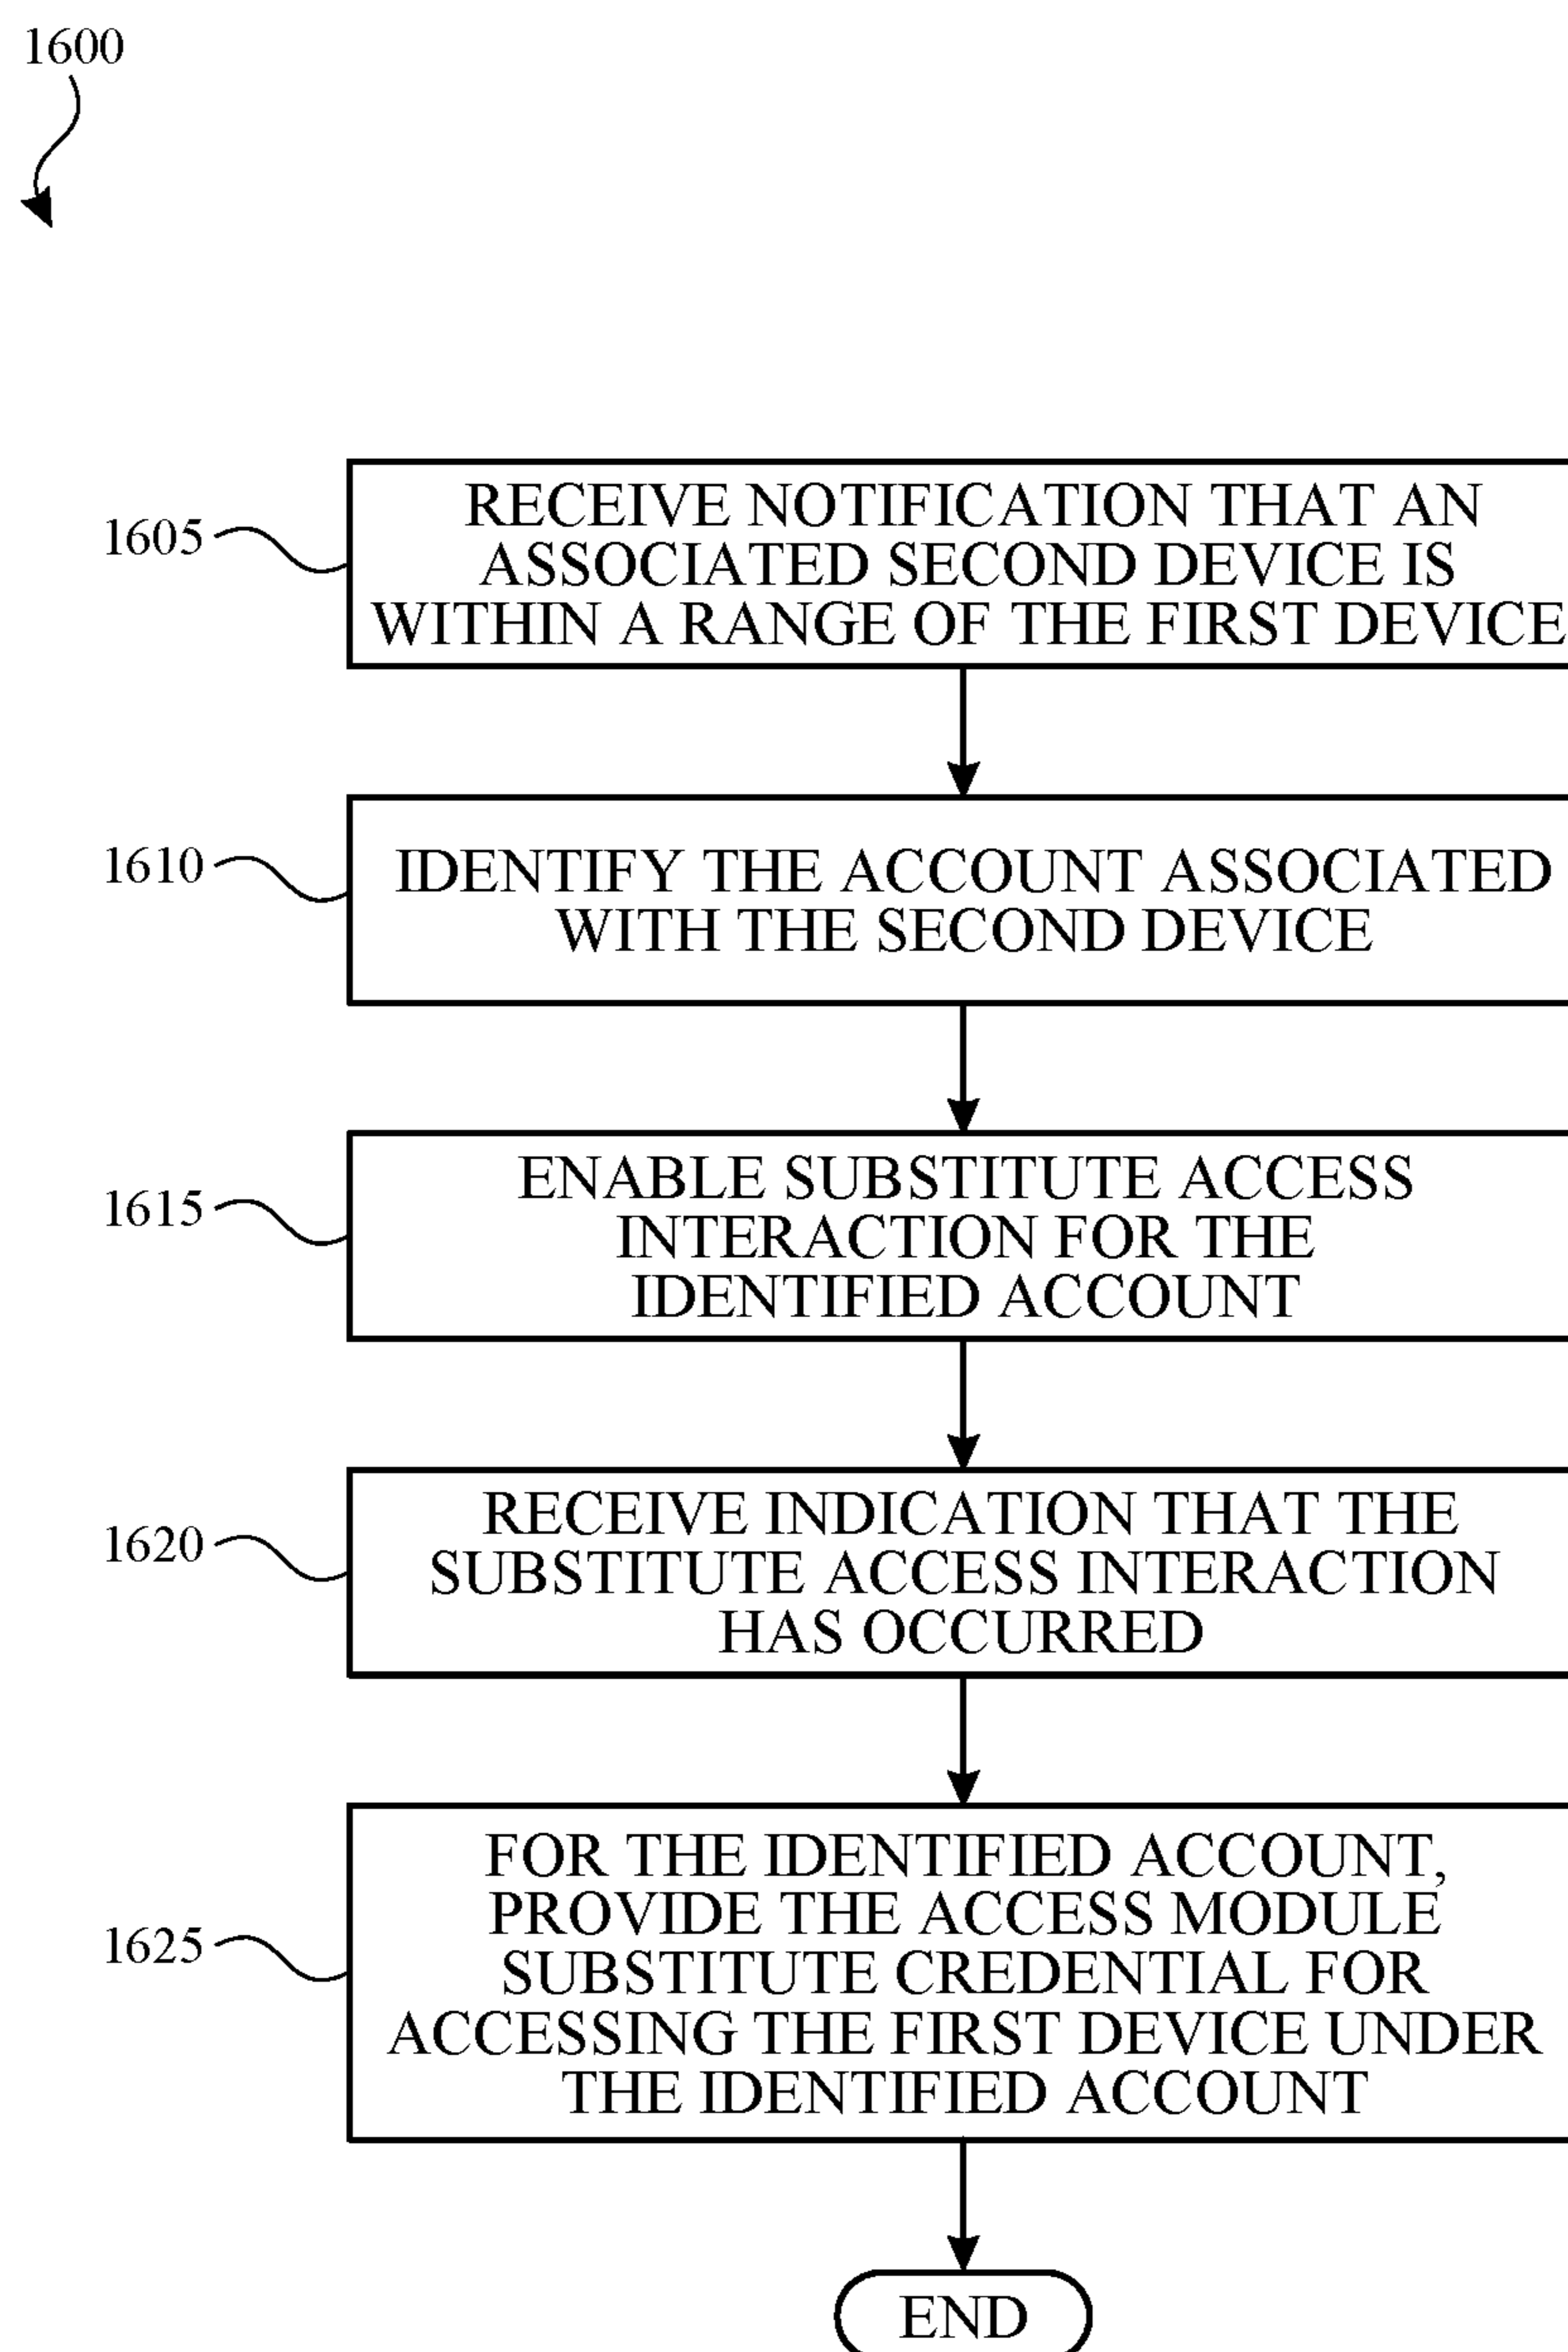 1600
1605
RECEIVE NOTIFICATION THAT AN
ASSOCIATED SECOND DEVICE IS
WITHIN A RANGE OF THE FIRST DEVICE
1610
IDENTIFY THE ACCOUNT ASSOCIATED
WITH THE SECOND DEVICE
1615
ENABLE SUBSTITUTE ACCESS
INTERACTION FOR THE
IDENTIFIED ACCOUNT
1620
RECEIVE INDICATION THAT THE
SUBSTITUTE ACCESS INTERACTION
HAS OCCURRED
1625
FOR THE IDENTIFIED ACCOUNT,
PROVIDE THE ACCESS MODULE
SUBSTITUTE CREDENTIAL FOR
ACCESSING THE FIRST DEVICE UNDER
THE IDENTIFIED ACCOUNT
END